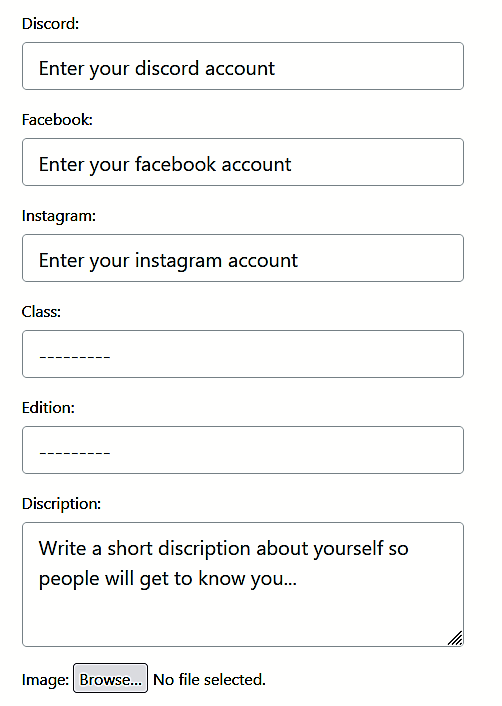 Discord:
Enter your discord account
Facebook:
Enter your facebook account
Instagram:
Enter your instagram account
Class:
---------
Edition:
---------
Discription:
Write a short discription about yourself so
people will get to know you...
Image: Browse... No file selected.